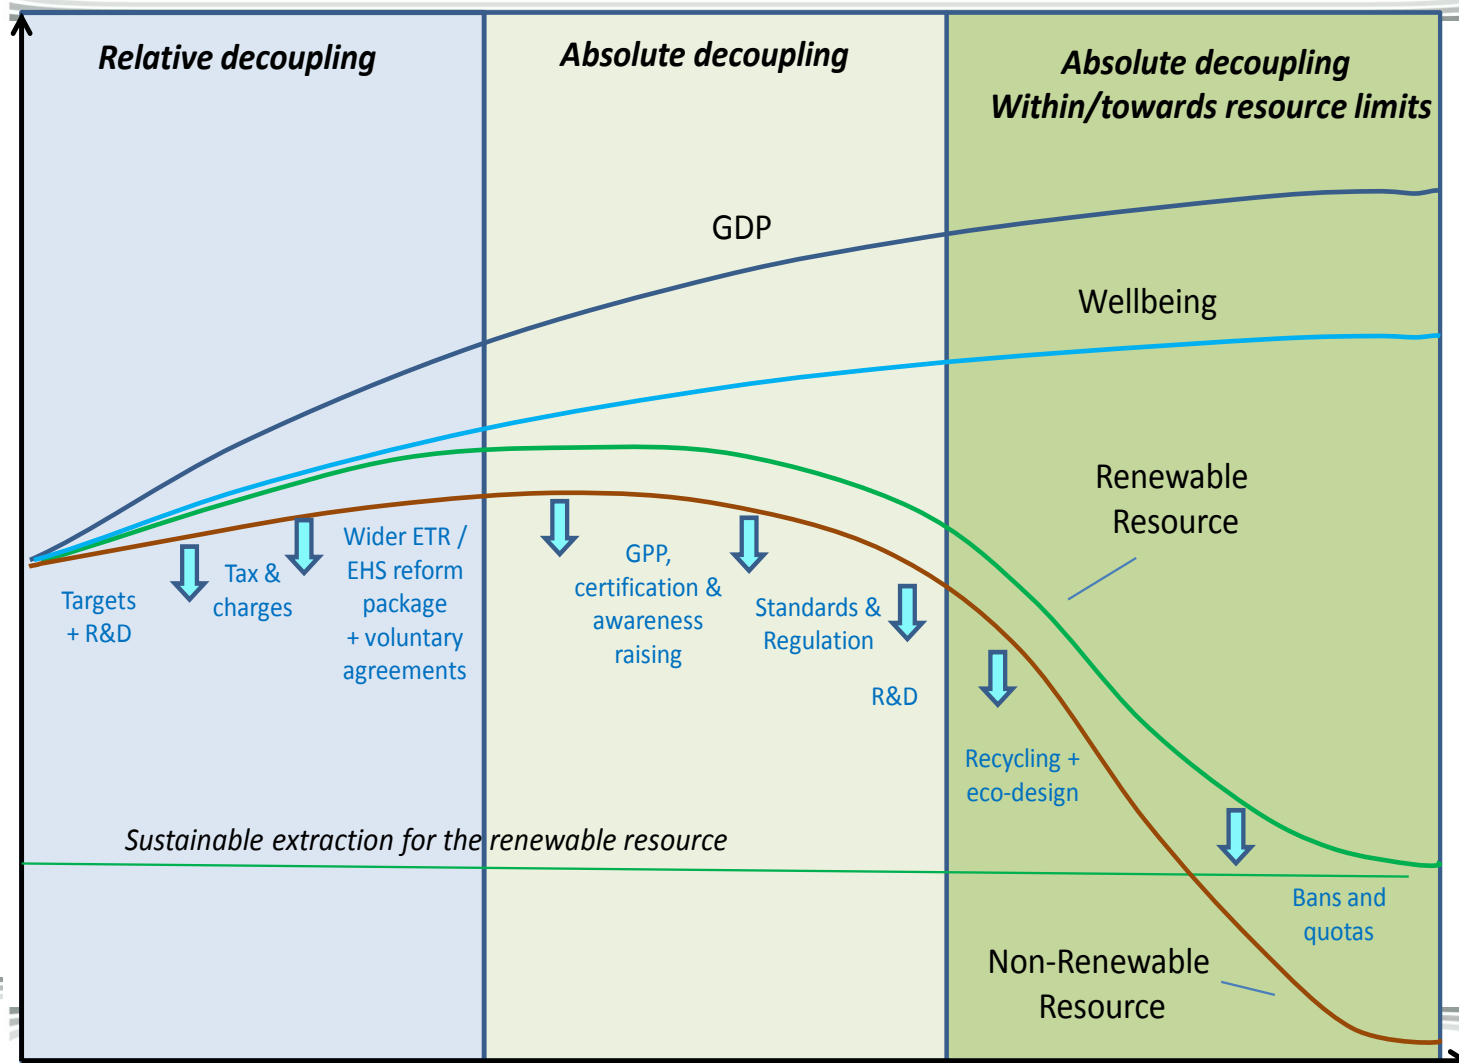 Relative decoupling
Absolute decoupling
Absolute decoupling
Within/towards resource limits
GDP
Wellbeing
Renewable
Resource
Targets
+ R&D
Tax &
charges
Wider ETR /
EHS reform
package
+ voluntary
agreements
GPP,
certification &
awareness
raising
Standards &
Regulation
R&D
Recycling +
eco-design
Sustainable extraction for the renewable resource
Bans and
quotas
Non-Renewable
Resource